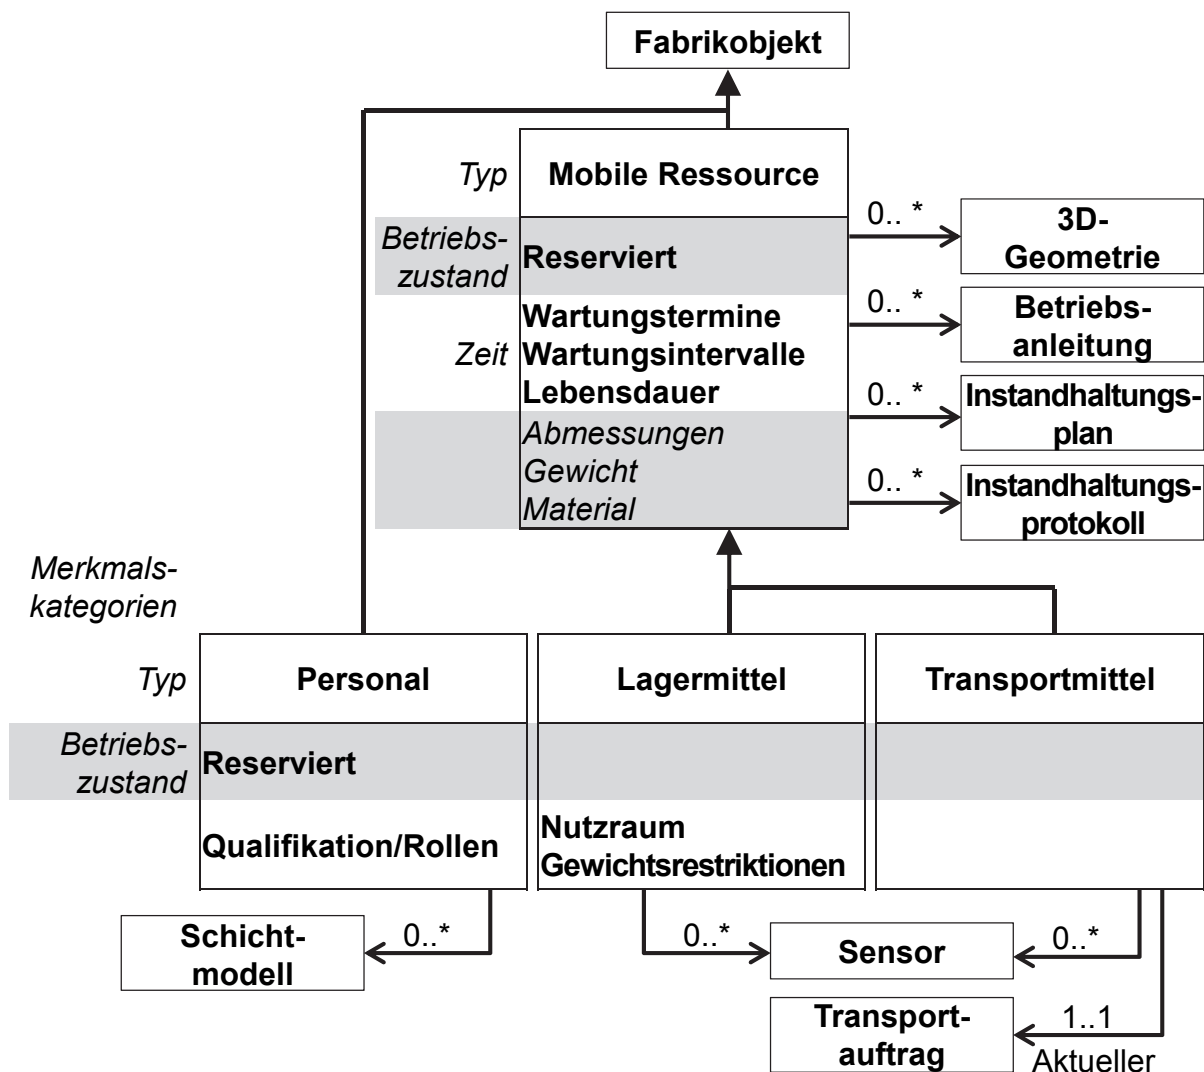 Fabrikobjekt
Typ
Mobile Ressource
Betriebs-
zustand
Reserviert
Zeit
Wartungstermine
Wartungsintervalle
Lebensdauer
Abmessungen
Gewicht
Material
0.. *
3D-
Geometrie
0.. *
Betriebs-
anleitung
0.. *
Instandhaltungs-
plan
0.. *
Instandhaltungs-
protokoll
Merkmals-
kategorien
Typ
Personal
Lagermittel
Transportmittel
Betriebs-
zustand
Reserviert
Qualifikation/Rollen
Nutzraum
Gewichtsrestriktionen
Schicht-
modell
0..*
0..*
Sensor
0..*
Transport-
auftrag
1..1
Aktueller